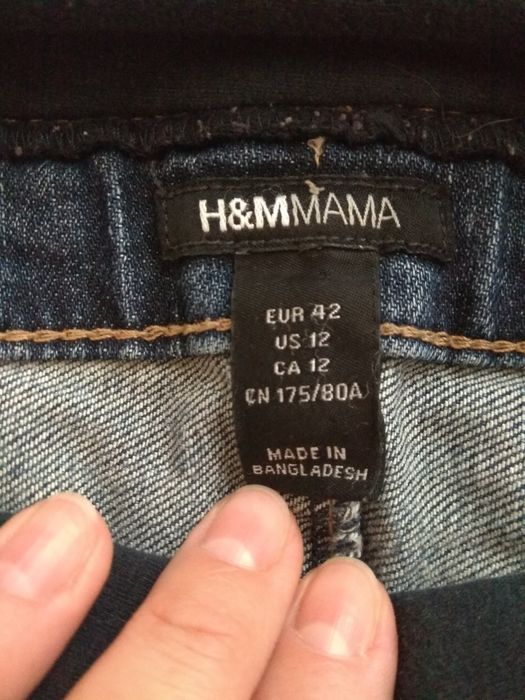 H&MMAMA
EUR 42
US 12
CA 12
CN 175/80A
MADE IN
BANGLADESH